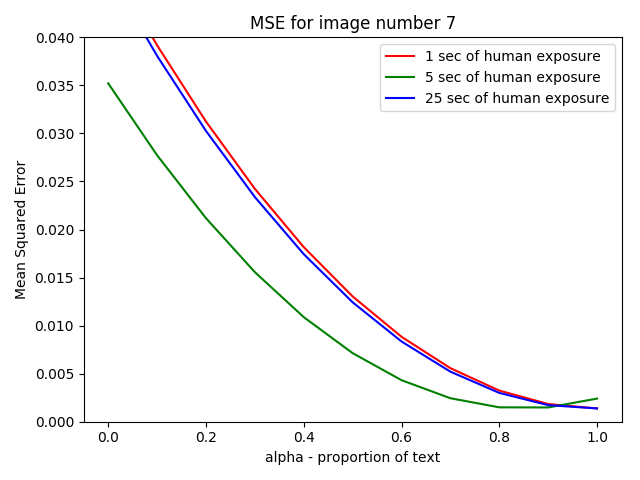 MSE for image number 7
1 sec of human exposure
5 sec of human exposure
25 sec of human exposure
Mean Squared Error
0.040
0.035
0.030
0.025
0.020
0.015
0.010
0.005
0.000
0.0 0.2 0.4 0.6 0.8 1.0
alpha - proportion of text